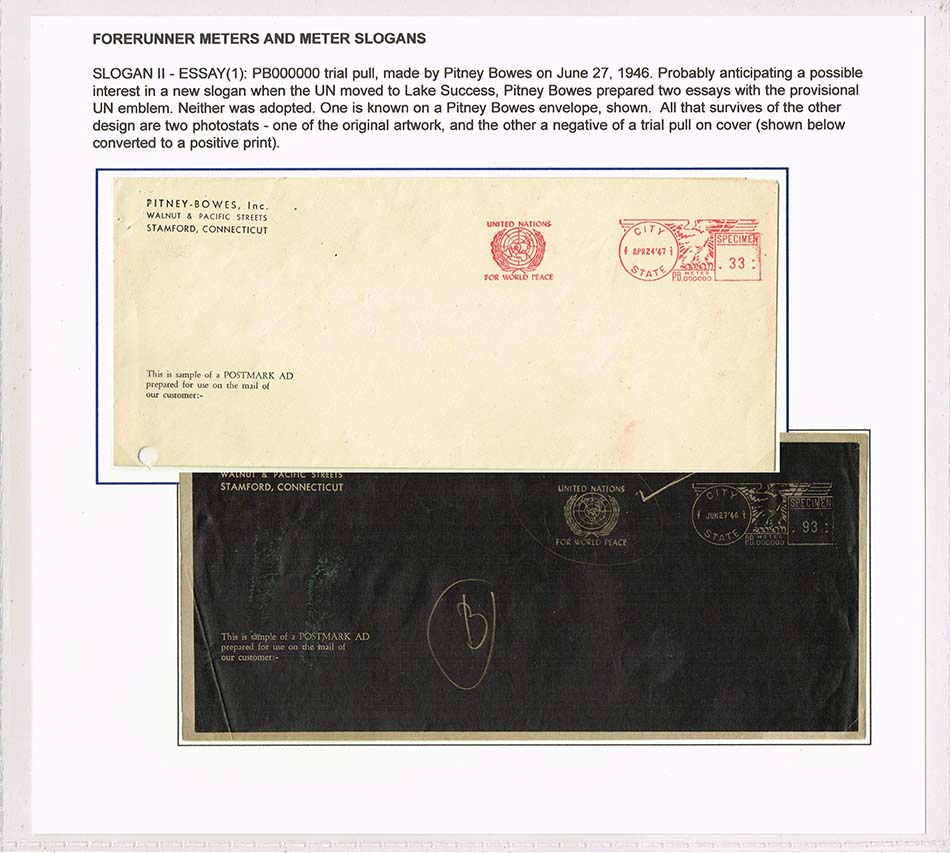 FORERUNNER METERS AND METER SLOGANS
SLOGAN II - ESSAY(1): PB000000 trial pull, made by Pitney Bowes on June 27, 1946. Probably anticipating a possible
interest in a new slogan when the UN moved to Lake Success, Pitney Bowes prepared two essays with the provisional
UN emblem. Neither was adopted. One is known on a Pitney Bowes envelope, shown. All that survives of the other
design are two photostats - one of the original artwork, and the other a negative of a trial pull on cover (shown below
converted to a positive print).
PITNEY-BOWES, Inc.
WALNUT & PACIFIC STREETS
STAMFORD, CONNECTICUT
UNITED NATIONS
FOR WORLD PEACE
CITY
APR24'47
STATE
SPECIMEN
.33:
P.B. METER
P.B.000000
This is sample of a POSTMARK AD
prepared for use on the mail of
our customer:-
WALNUT & PACIFIC STREETS
STAMFORD, CONNECTICUT
UNITED NATIONS
FOR WORLD PEACE
CITY
JUN27'46
STATE
SPECIMEN
.93:
P.B. METER
P.B.000000
B
This is sample of a POSTMARK AD
prepared for use on the mail of
our customer:-